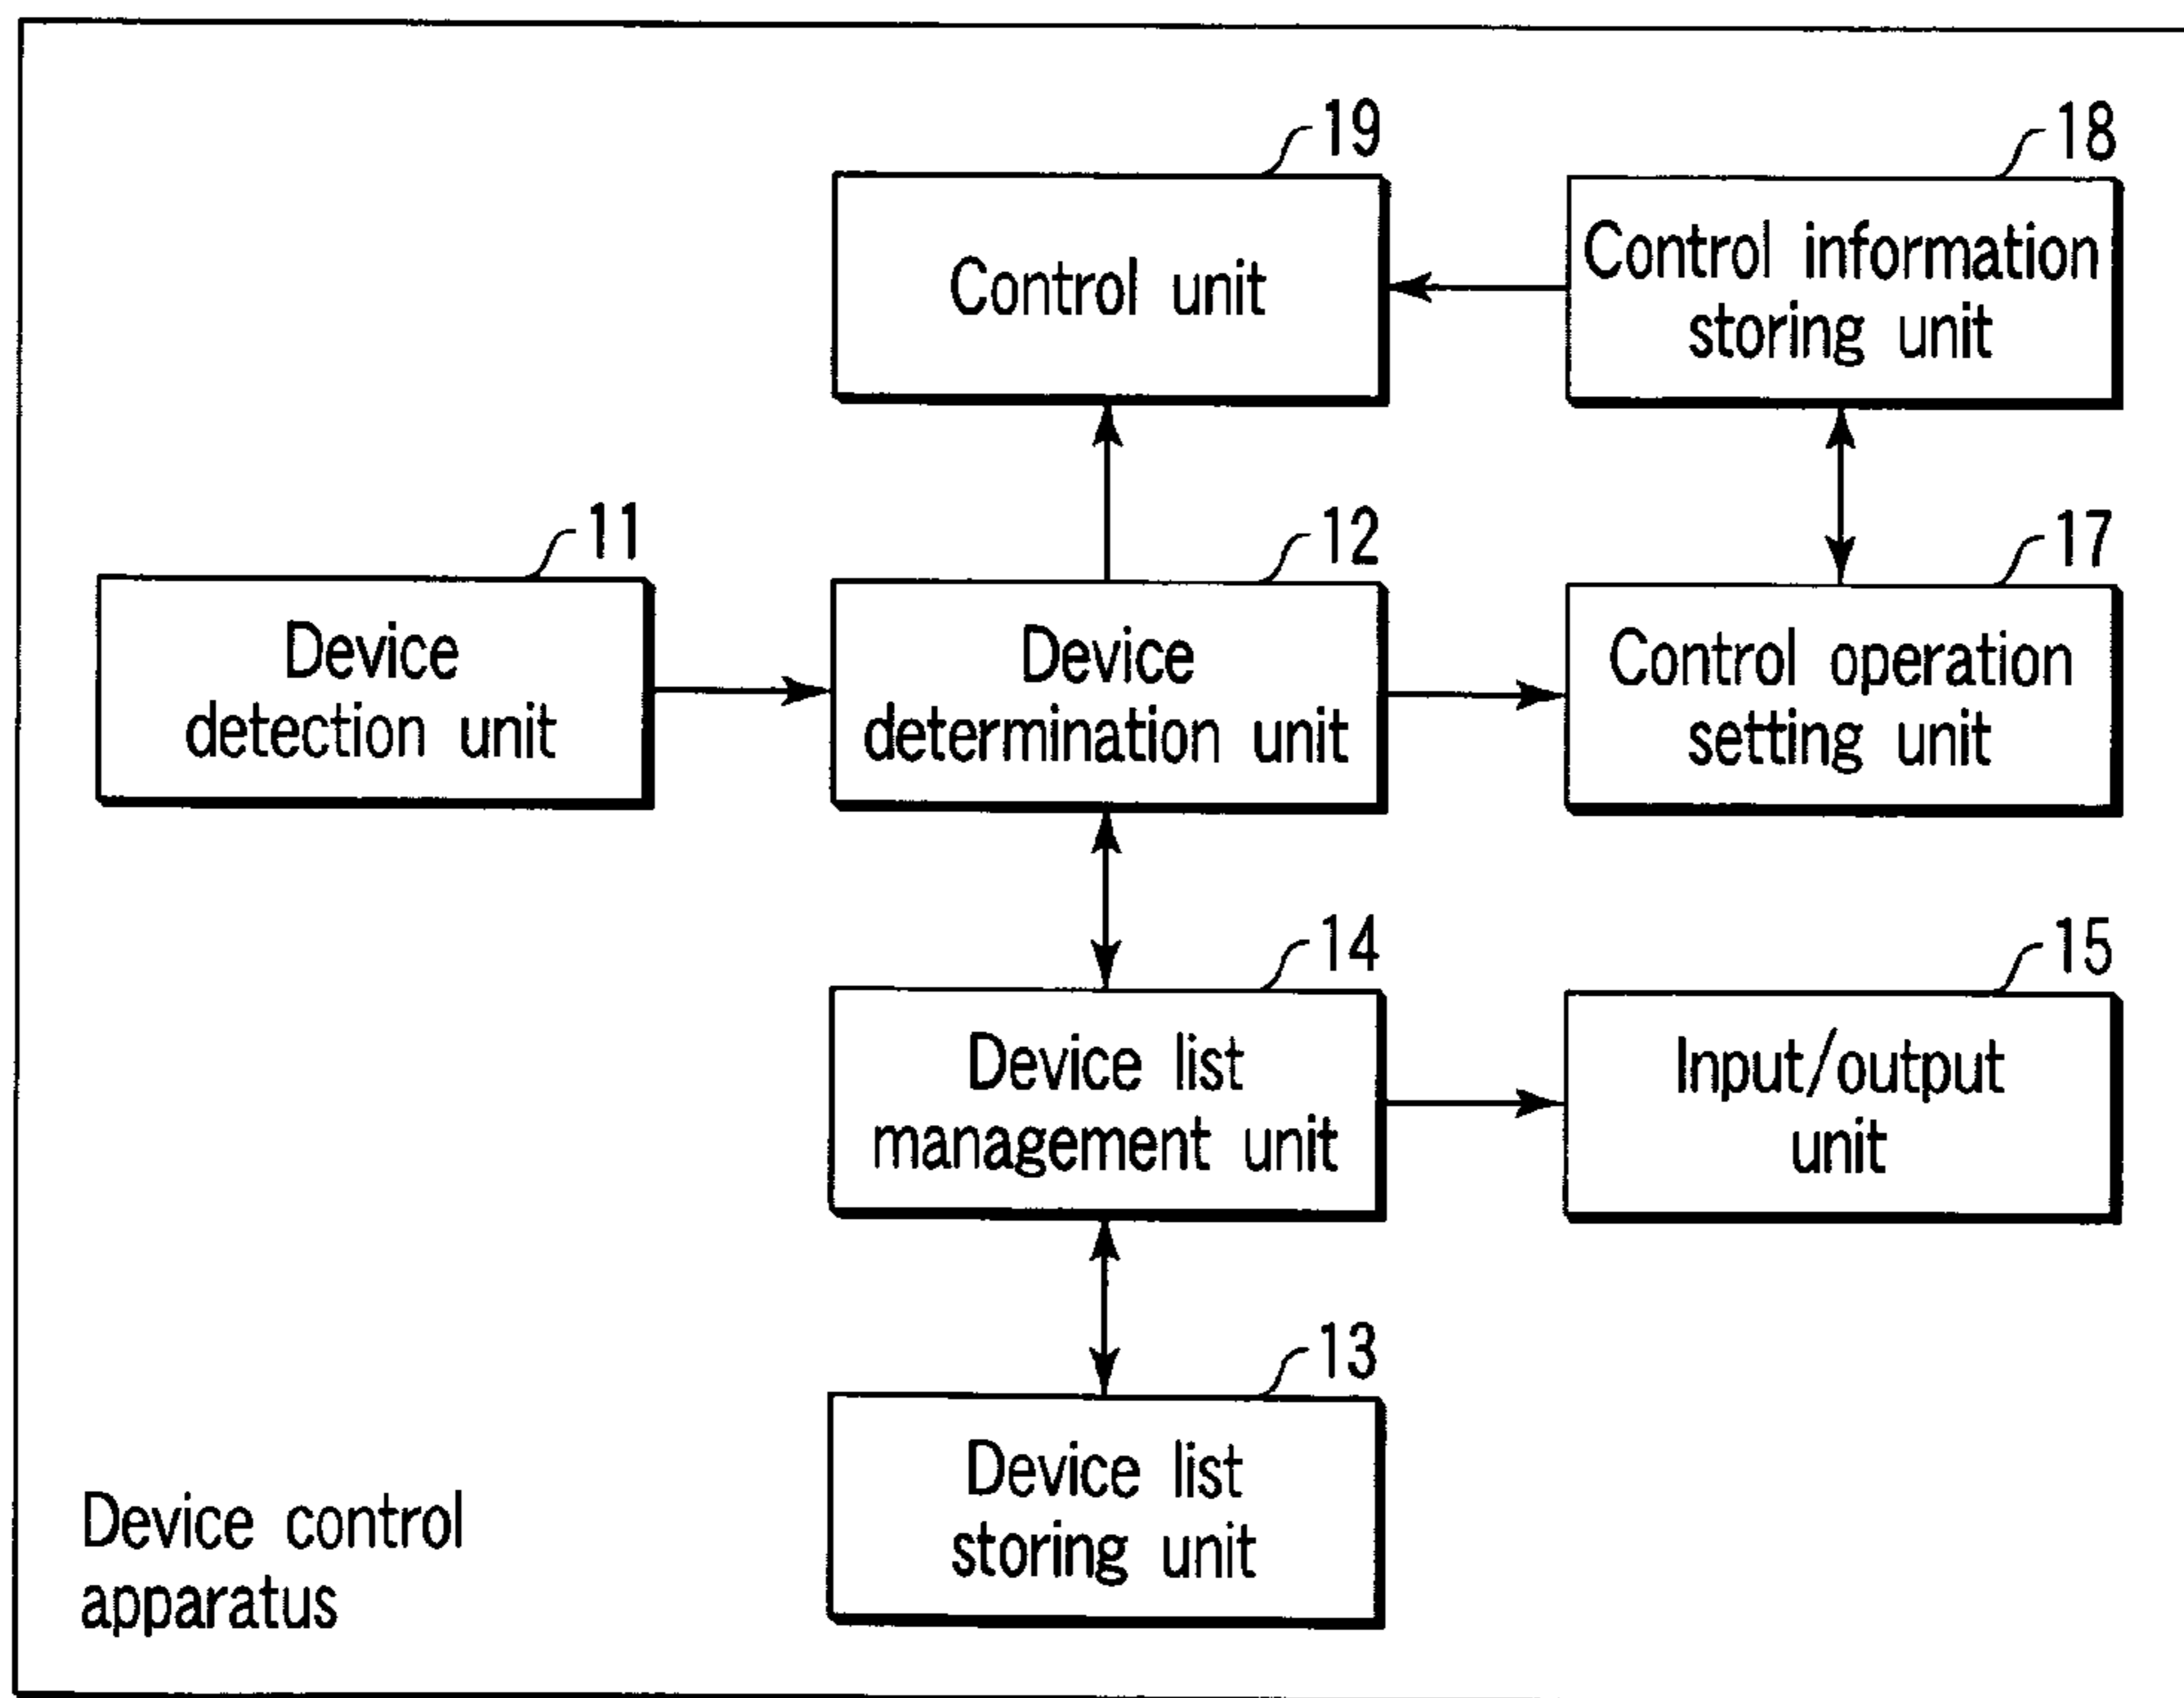 19
Control unit
18
Control information
storing unit
11
Device
detection unit
12
Device
determination unit
17
Control operation
setting unit
14
Device list
management unit
15
Input/output
unit
13
Device list
storing unit
Device control
apparatus